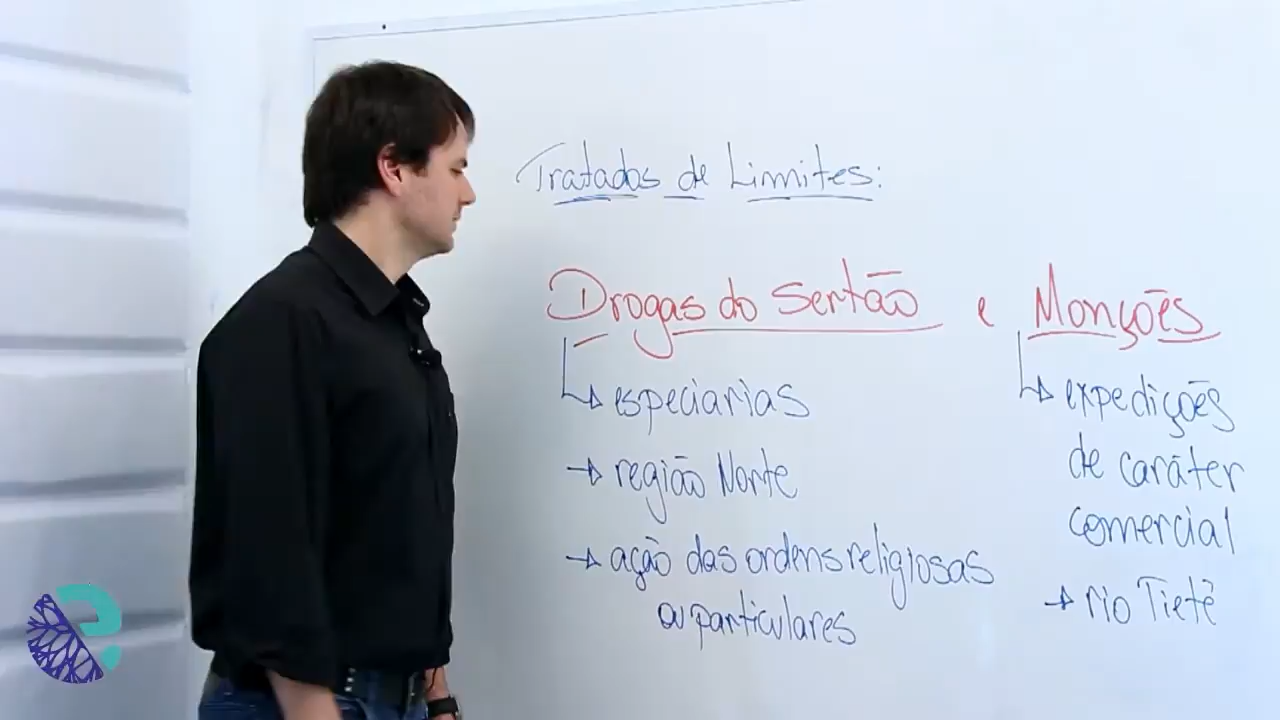 Tratados de Limites:
Drogas do Sertão e Monções
↳ especiarias
→ região Norte
→ ação das ordens religiosas
ou particulares
↳ expedições
de caráter
comercial
→ rio Tietê